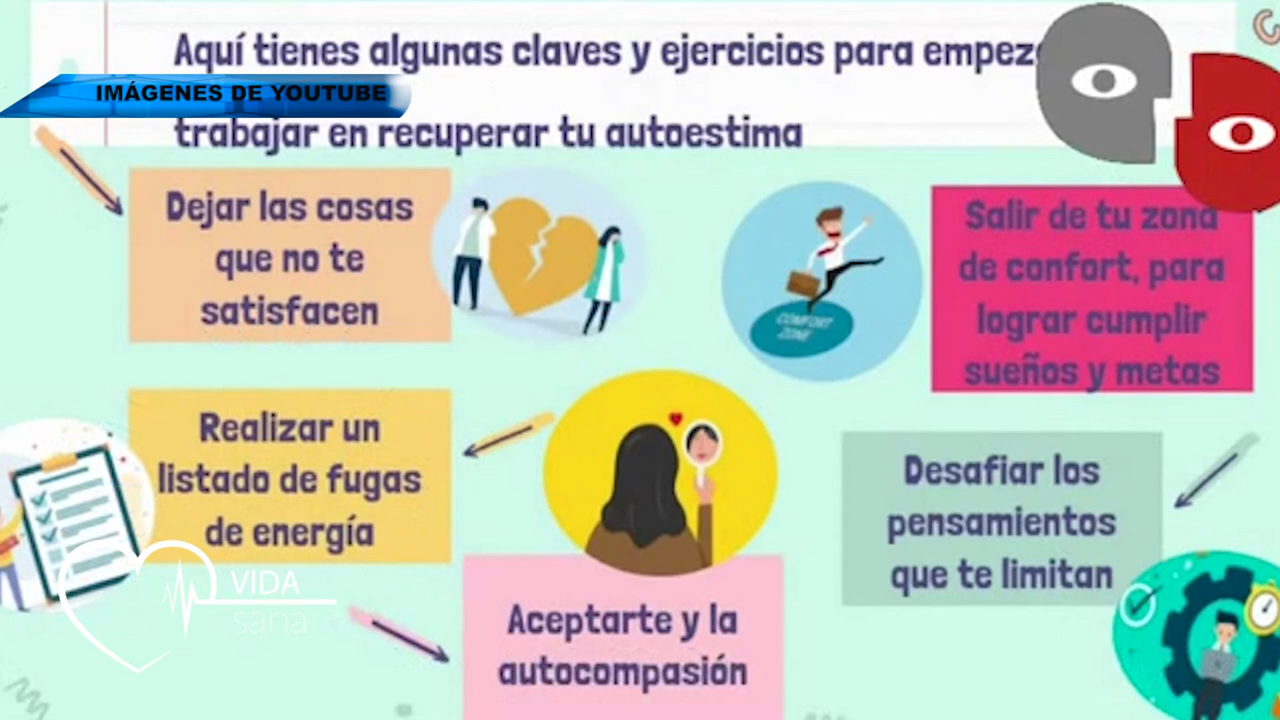 Aquí tienes algunas claves y ejercicios para
IMÁGENES DE YOUTUBE
trabajar en recuperar tu autoestima
Dejar las cosas
que no te
satisfacen
Salir de tu zona
de confort, para
lograr cumplir
sueños y metas
COMFORT
ZONE
Realizar un
listado de fugas
de energía
Desafiar los
pensamientos
que te limitan
Aceptarte y la
autocompasión
VIDA
sana